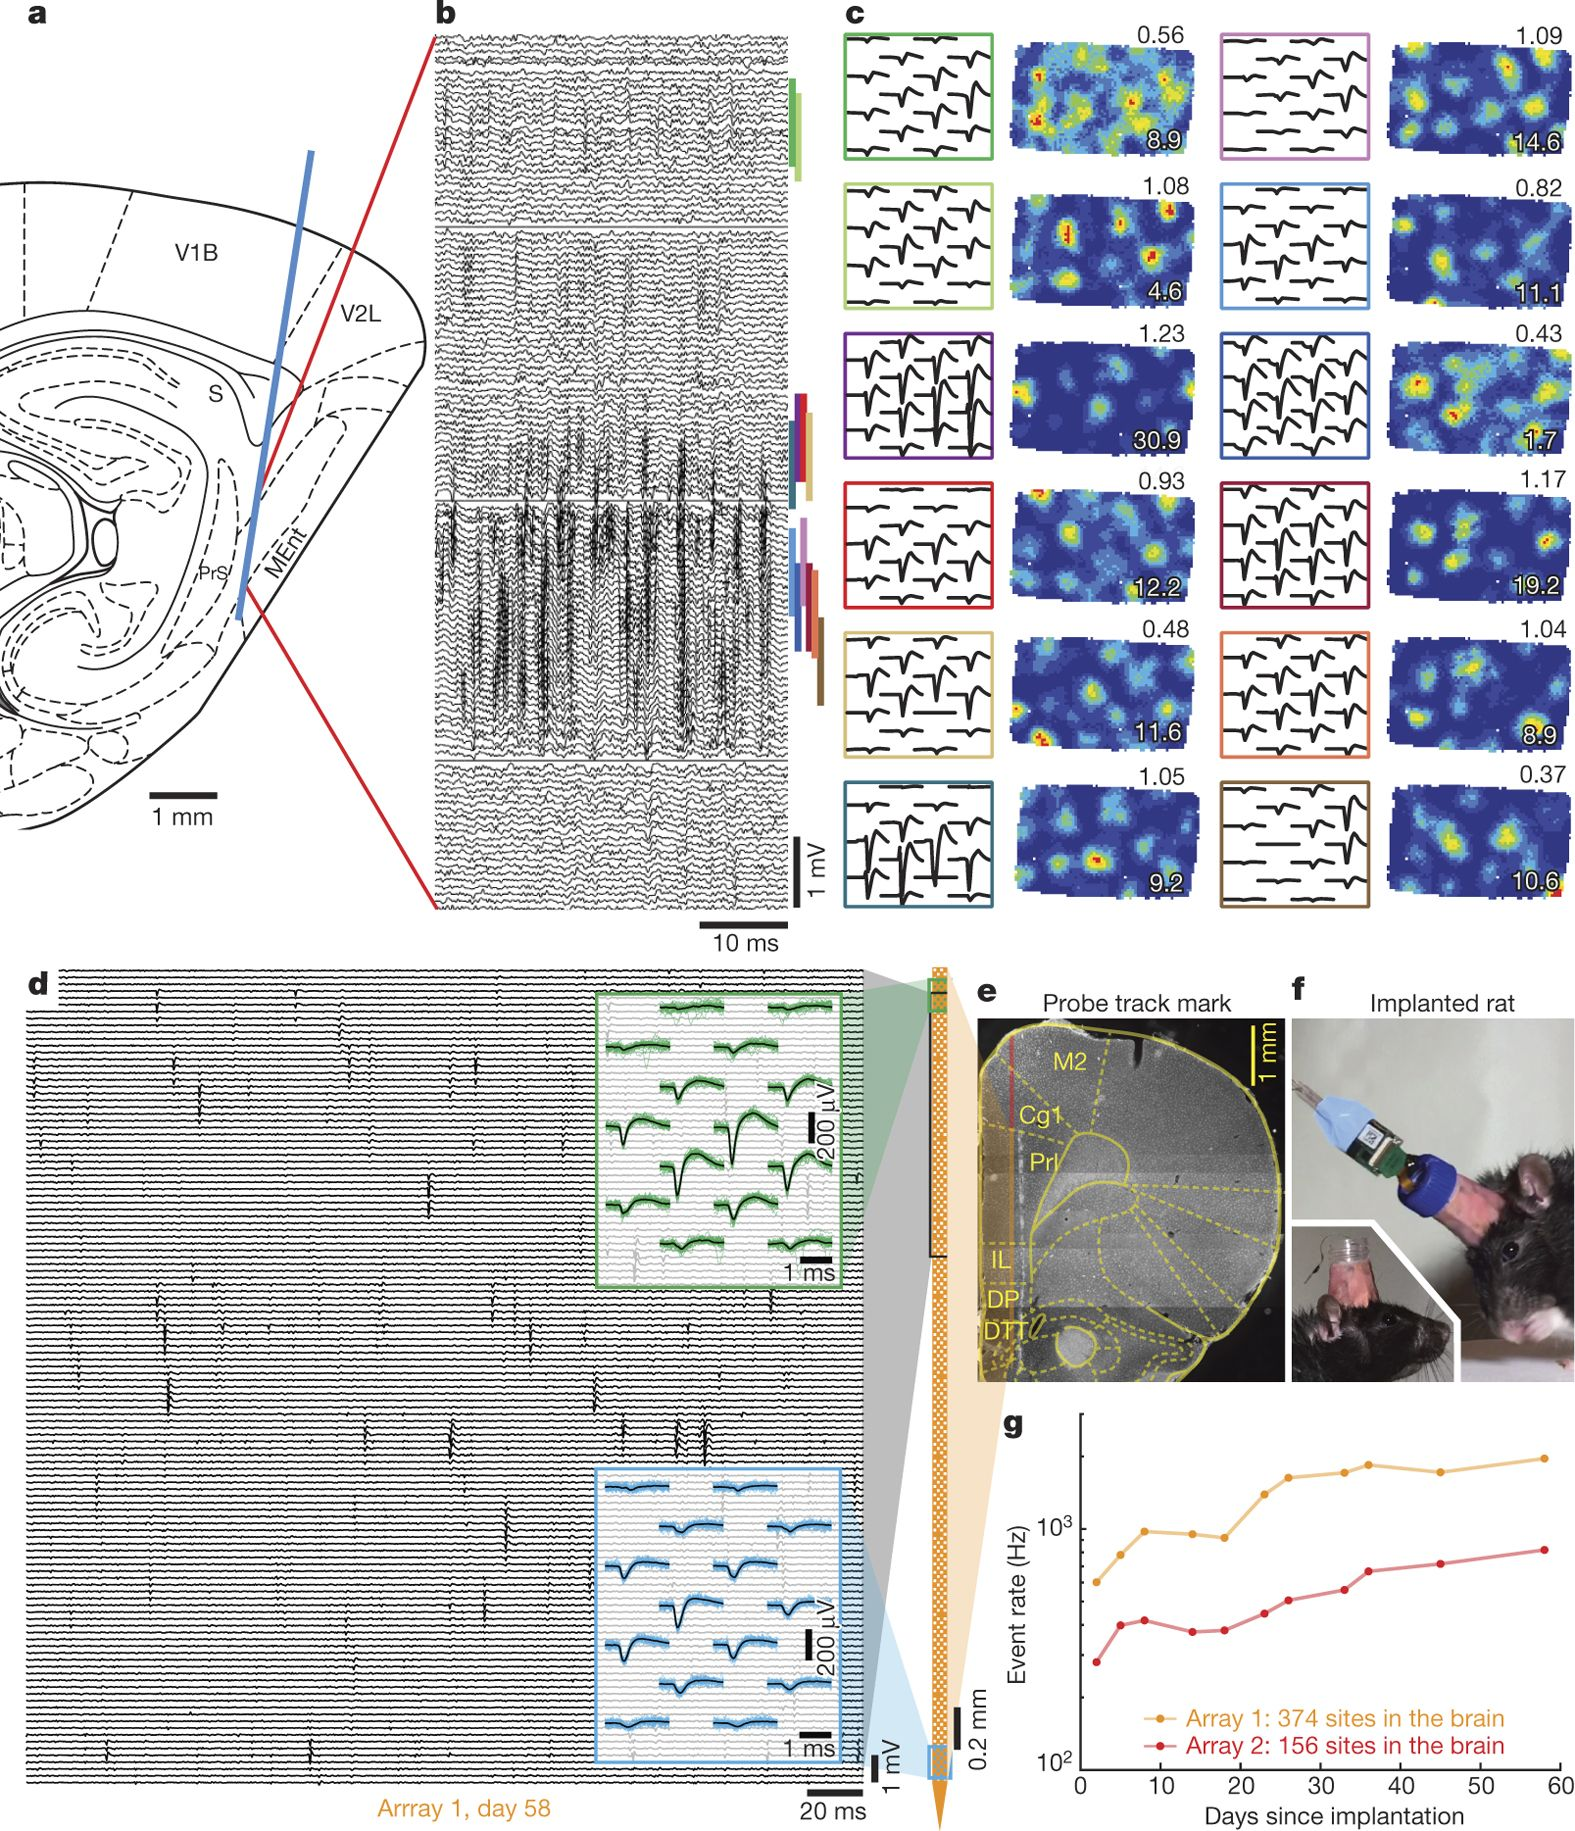 a
V1B
V2L
S
PrS
MEnt
1 mm
b
1 mV
10 ms
c
0.56
8.9
1.09
14.6
1.08
4.6
0.82
11.1
1.23
30.9
0.43
1.7
0.93
12.2
1.17
19.2
0.48
11.6
1.04
8.9
1.05
9.2
0.37
10.6
d
200 µV
1 ms
200 µV
1 ms
1 mV
20 ms
Arrray 1, day 58
0.2 mm
e
Probe track mark
1 mm
M2
Cg1
Prl
IL
DP
DTT
f
Implanted rat
g
Event rate (Hz)
10³
10²
Array 1: 374 sites in the brain
Array 2: 156 sites in the brain
0 10 20 30 40 50 60
Days since implantation